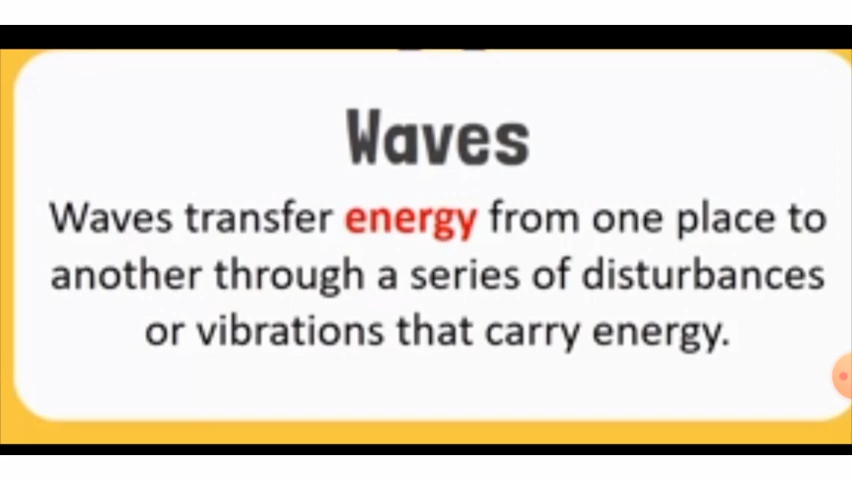 Waves
Waves transfer energy from one place to
another through a series of disturbances
or vibrations that carry energy.